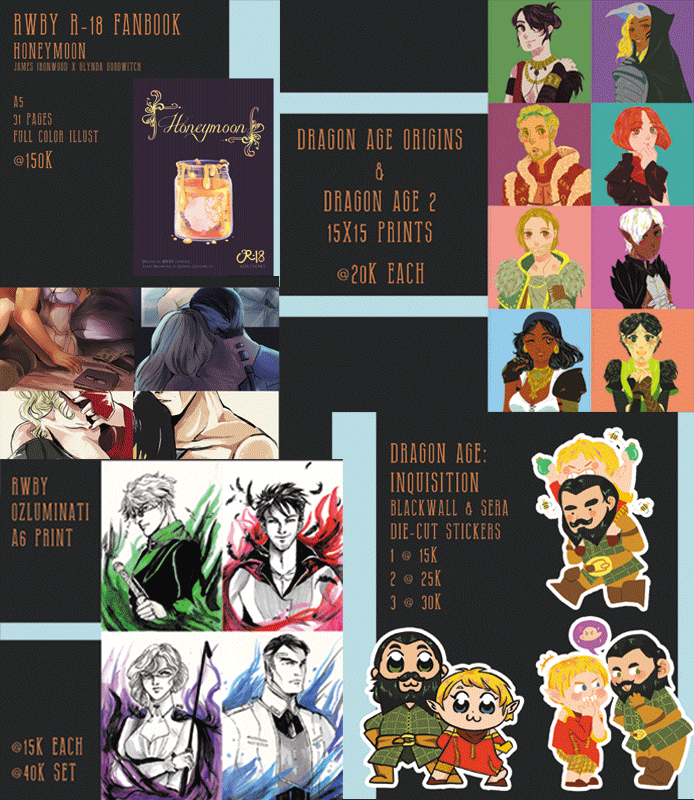 RWBY R-18 FANBOOK
HONEYMOON
JAMES IRONWOOD X GLYNDA GOODWITCH
A5
31 PAGES
FULL COLOR ILLUST
@150K
Honeymoon
R-18
DRAGON AGE ORIGINS
&
DRAGON AGE 2
15X15 PRINTS
@20K EACH
RWBY
OZLUMINATI
A6 PRINT
@15K EACH
@40K SET
DRAGON AGE:
INQUISITION
BLACKWALL & SERA
DIE-CUT STICKERS
1 @ 15K
2 @ 25K
3 @ 30K